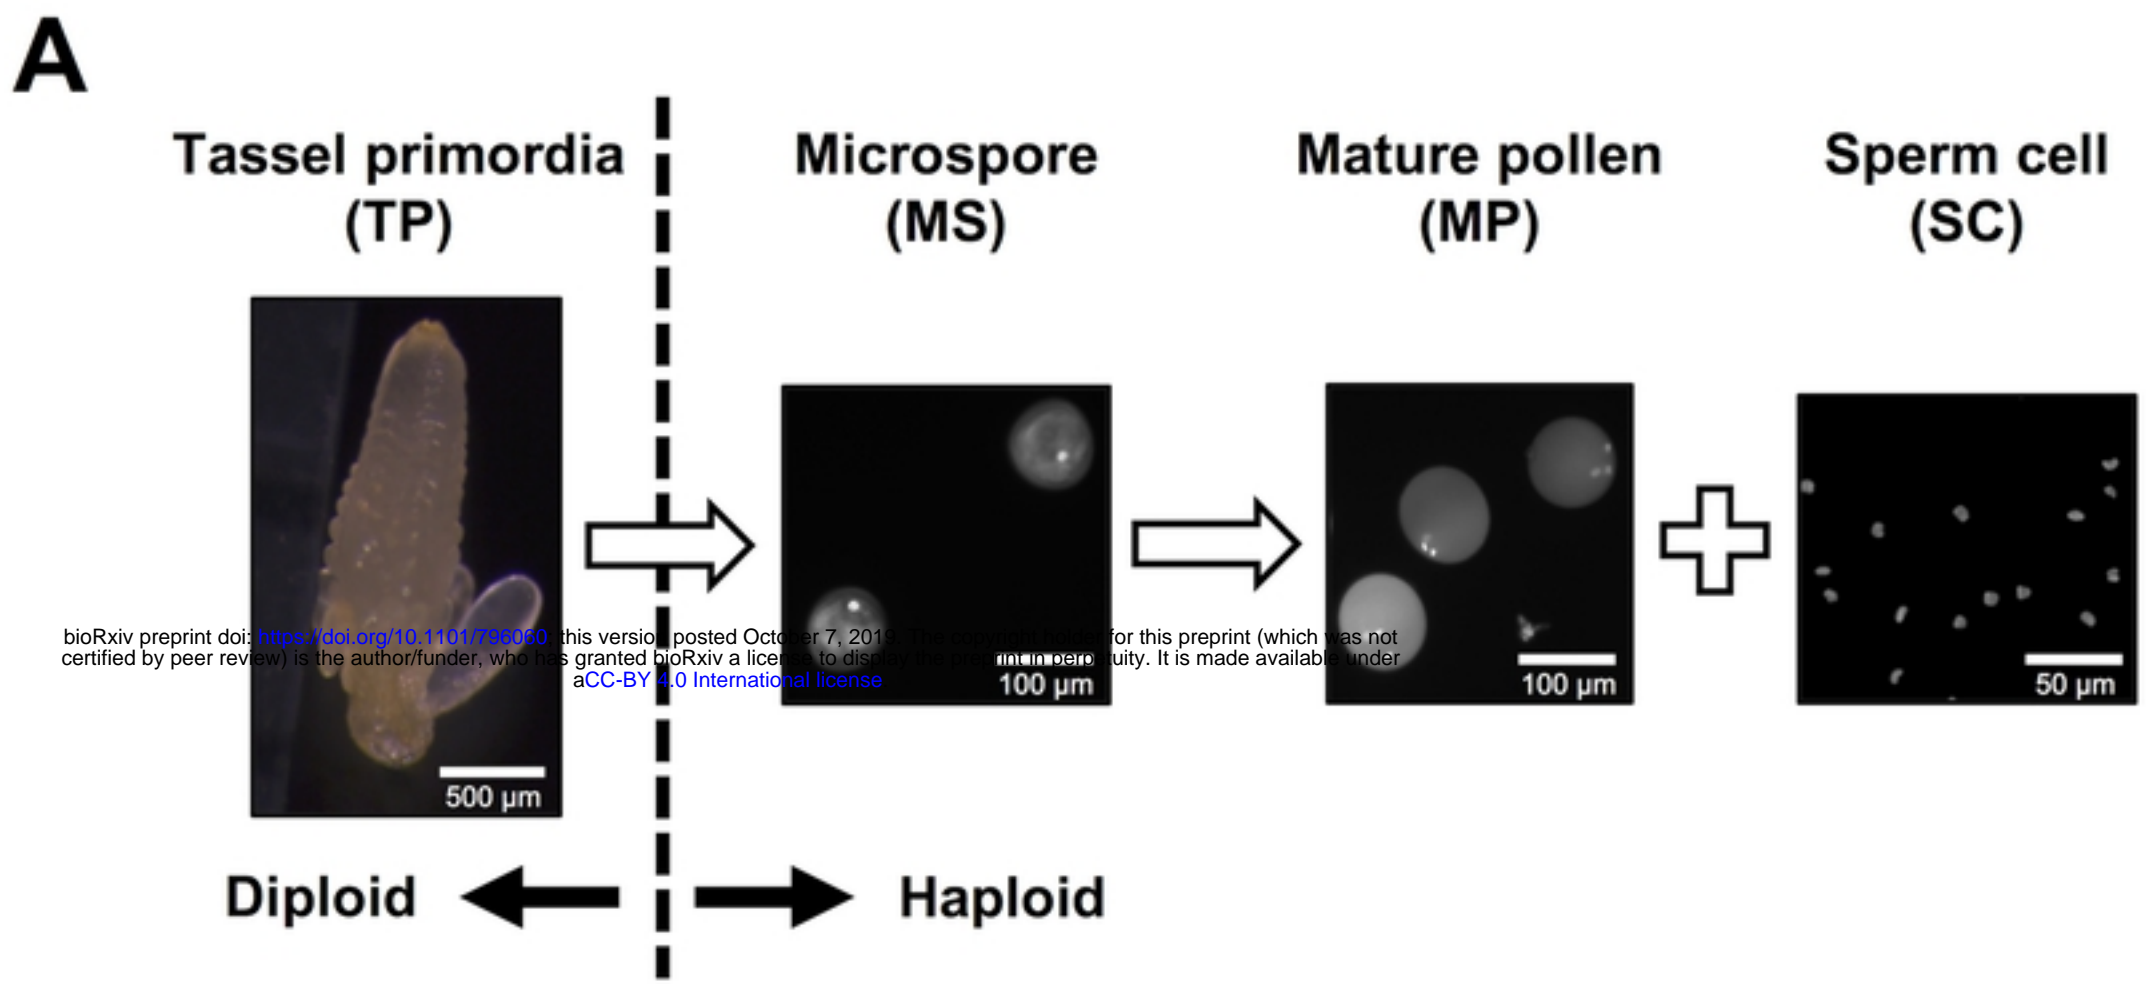 A
Tassel primordia
(TP)
Microspore
(MS)
Mature pollen
(MP)
Sperm cell
(SC)
bioRxiv preprint doi: https://doi.org/10.1101/796060; this version posted October 7, 2019. The copyright holder for this preprint (which was not
certified by peer review) is the author/funder, who has granted bioRxiv a license to display the preprint in perpetuity. It is made available under
aCC-BY 4.0 International license
100 µm
100 µm
50 µm
500 µm
Diploid
Haploid